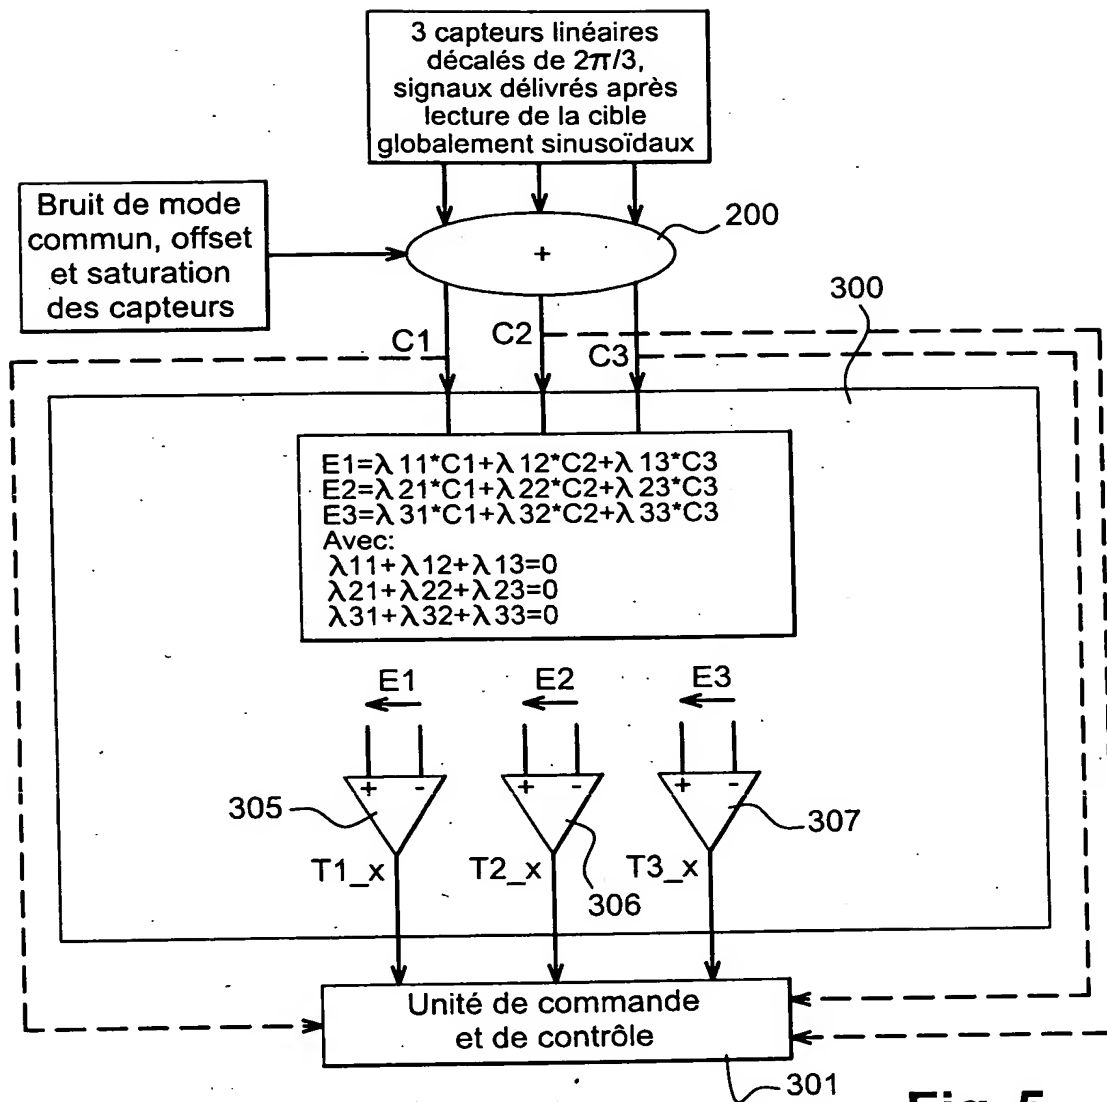 3 capteurs linéaires
décalés de 2π/3,
signaux délivrés après
lecture de la cible
globalement sinusoïdaux
Bruit de mode
commun, offset
et saturation
des capteurs
+
200
300
C1
C2
C3
E1=λ11*C1+λ12*C2+λ13*C3
E2=λ21*C1+λ22*C2+λ23*C3
E3=λ31*C1+λ32*C2+λ33*C3
Avec:
λ11+λ12+λ13=0
λ21+λ22+λ23=0
λ31+λ32+λ33=0
E1
E2
E3
+ -
+ -
+ -
305
306
307
T1_x
T2_x
T3_x
Unité de commande
et de contrôle
301
Fig. 5